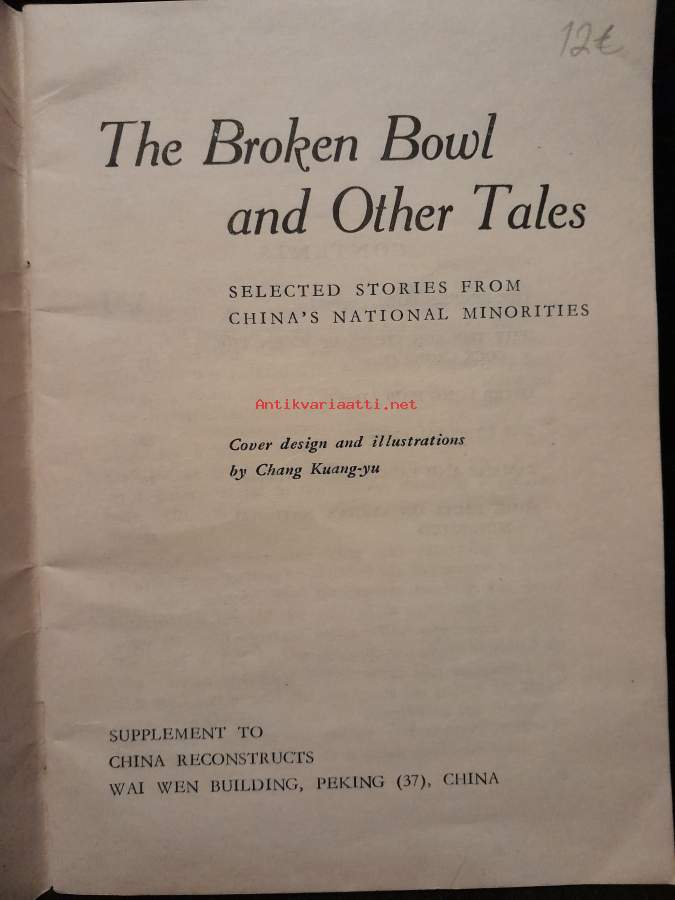 12€
The Broken Bowl
and Other Tales
SELECTED STORIES FROM
CHINA'S NATIONAL MINORITIES
Antikvariaatti.net
Cover design and illustrations
by Chang Kuang-yu
SUPPLEMENT TO
CHINA RECONSTRUCTS
WAI WEN BUILDING, PEKING (37), CHINA